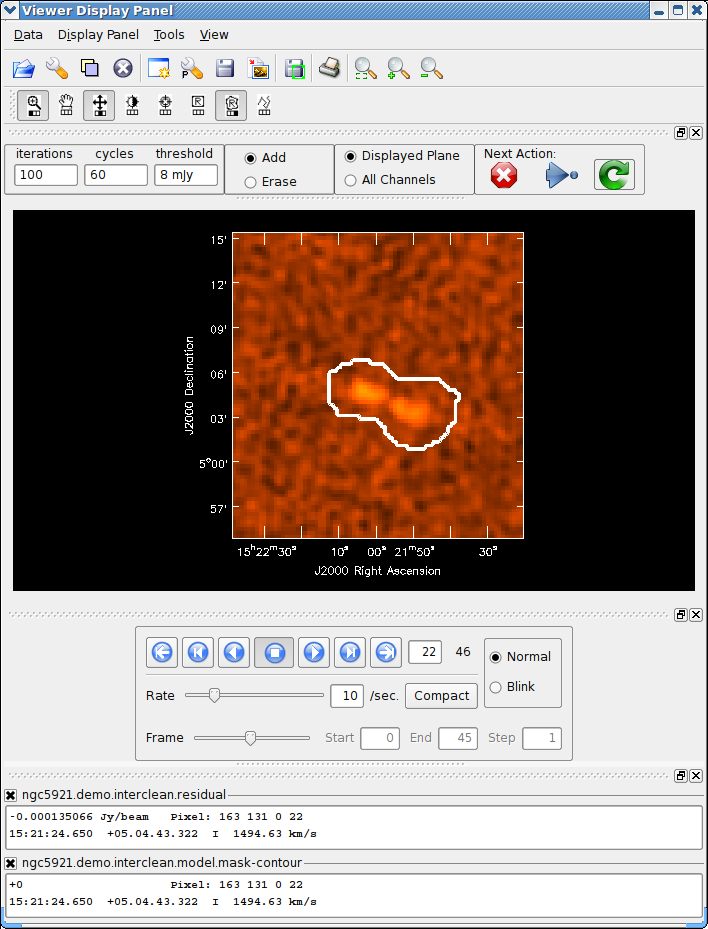 Viewer Display Panel
Data Display Panel Tools View
P
R R
iterations cycles threshold
100 60 8 mJy
Add
Erase
Displayed Plane
All Channels
Next Action:
15'
12'
09'
06'
03'
5°00'
57'
J2000 Declination
15ʰ22ᵐ30ˢ 10ˢ 00ˢ 21ᵐ50ˢ 30ˢ
J2000 Right Ascension
22 46
Normal
Blink
Rate 10 /sec. Compact
Frame Start 0 End 45 Step 1
ngc5921.demo.interclean.residual
-0.000135066 Jy/beam Pixel: 163 131 0 22
15:21:24.650 +05.04.43.322 I 1494.63 km/s
ngc5921.demo.interclean.model.mask-contour
+0 Pixel: 163 131 0 22
15:21:24.650 +05.04.43.322 I 1494.63 km/s